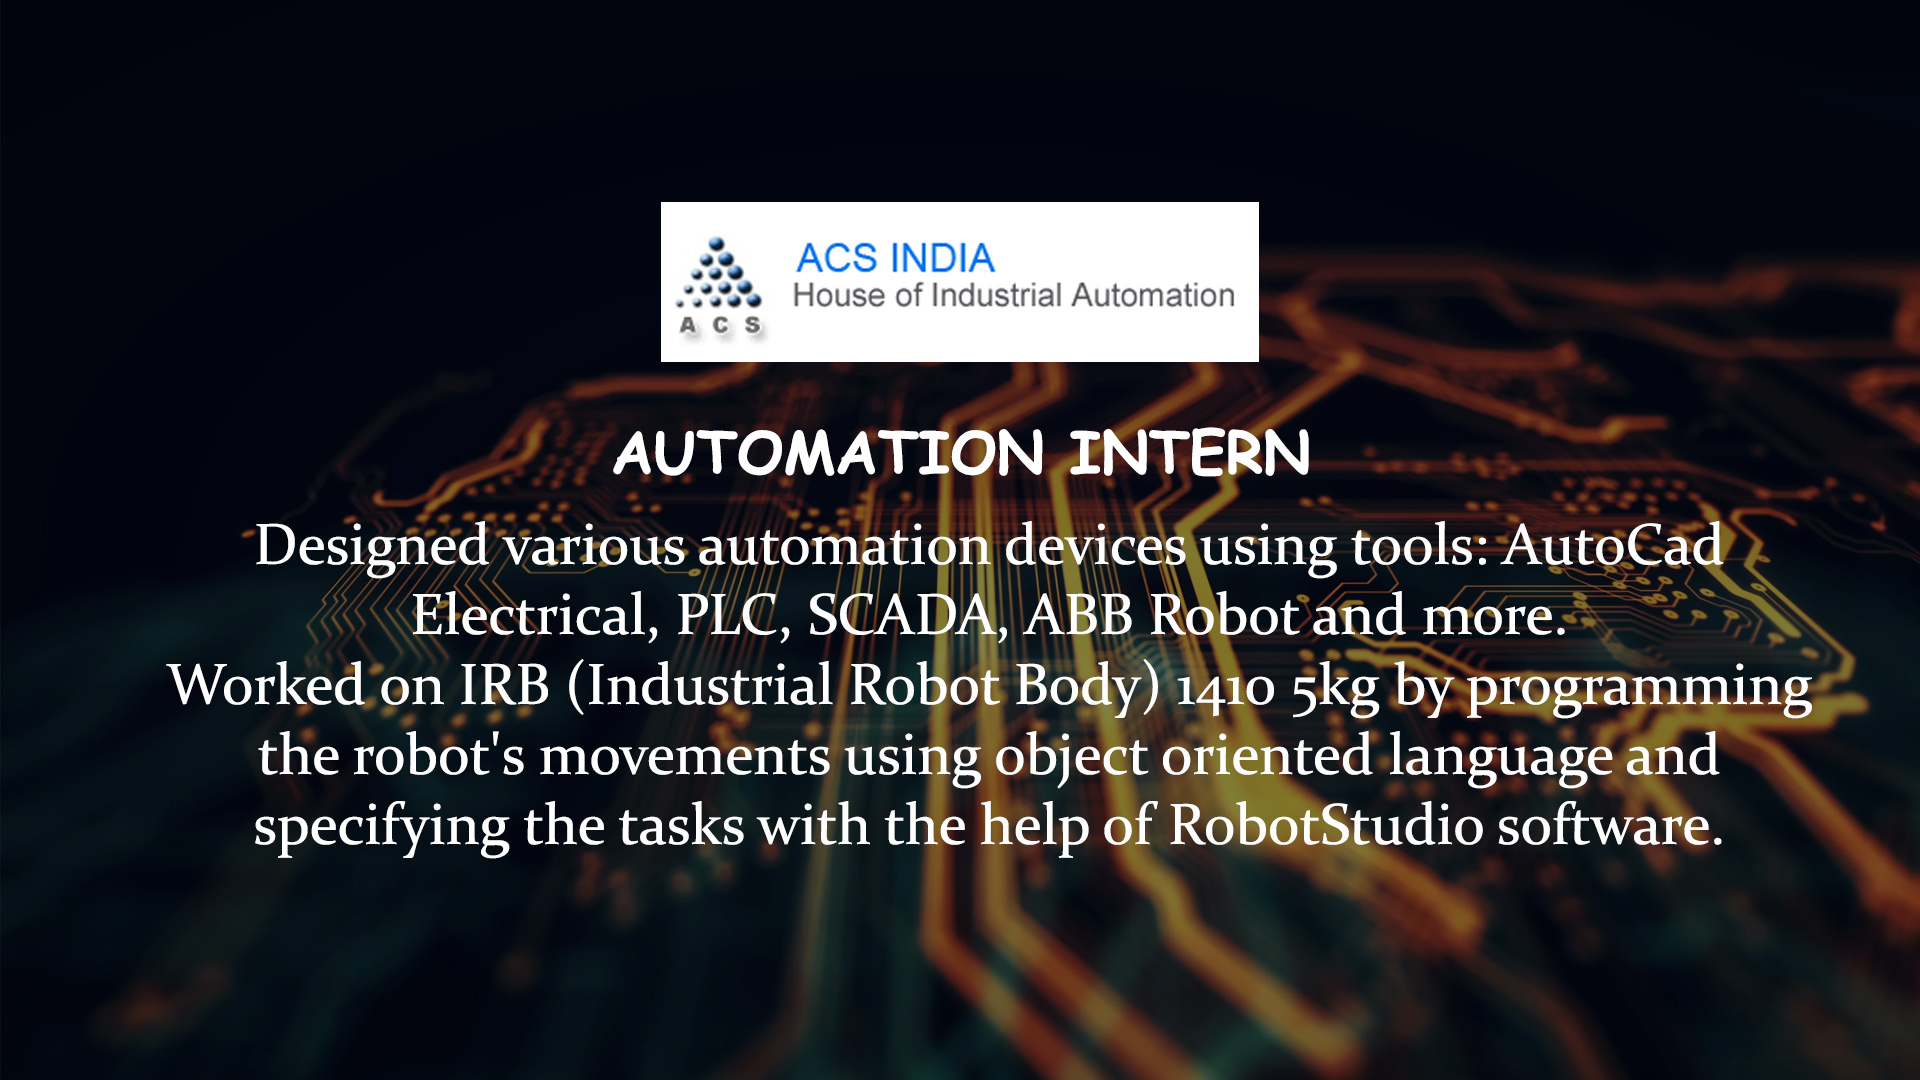 ACS INDIA
House of Industrial Automation
A C S
AUTOMATION INTERN
Designed various automation devices using tools: AutoCad
Electrical, PLC, SCADA, ABB Robot and more.
Worked on IRB (Industrial Robot Body) 1410 5kg by programming
the robot's movements using object oriented language and
specifying the tasks with the help of RobotStudio software.